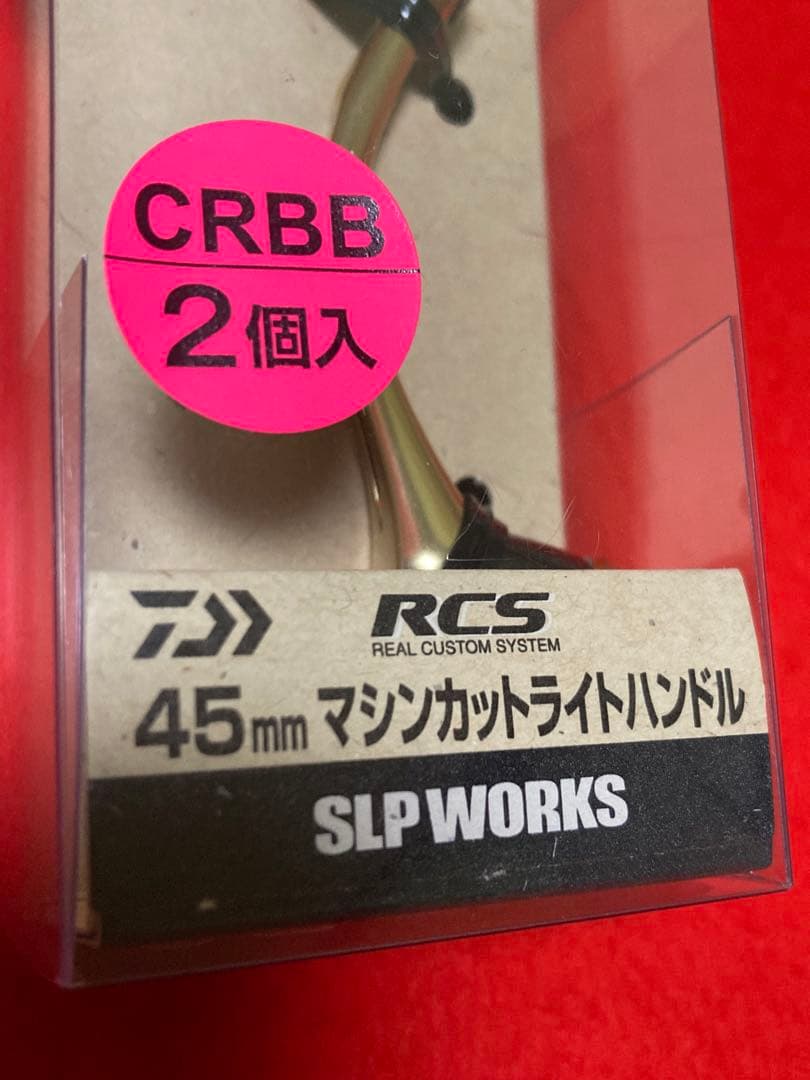 CRBB
2個入
RCS
REAL CUSTOM SYSTEM
45mm マシンカットライトハンドル
SLP WORKS